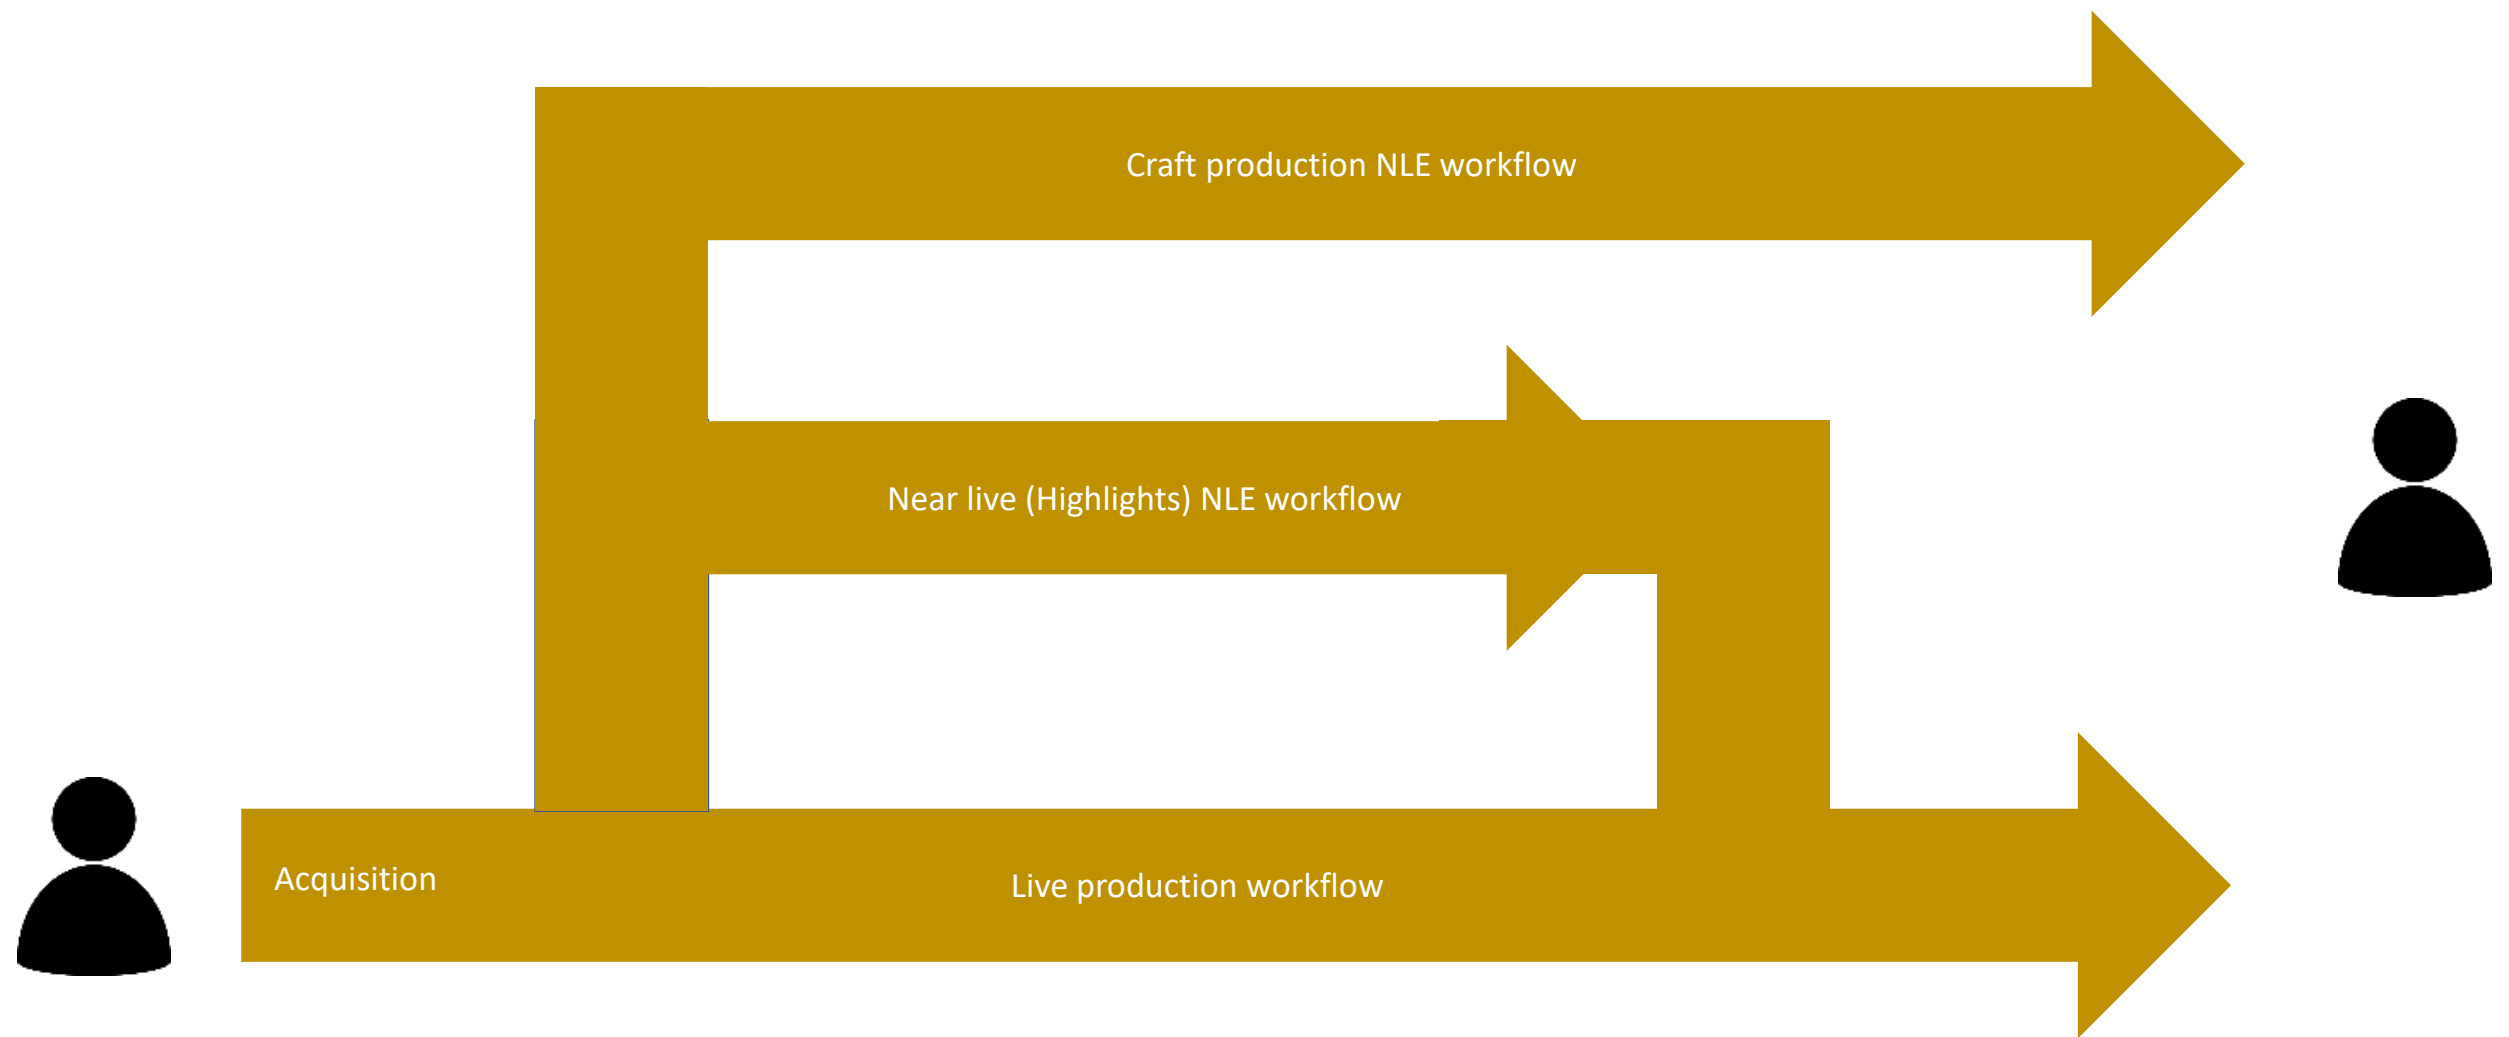 Craft production NLE workflow
Near live (Highlights) NLE workflow
Acquisition
Live production workflow